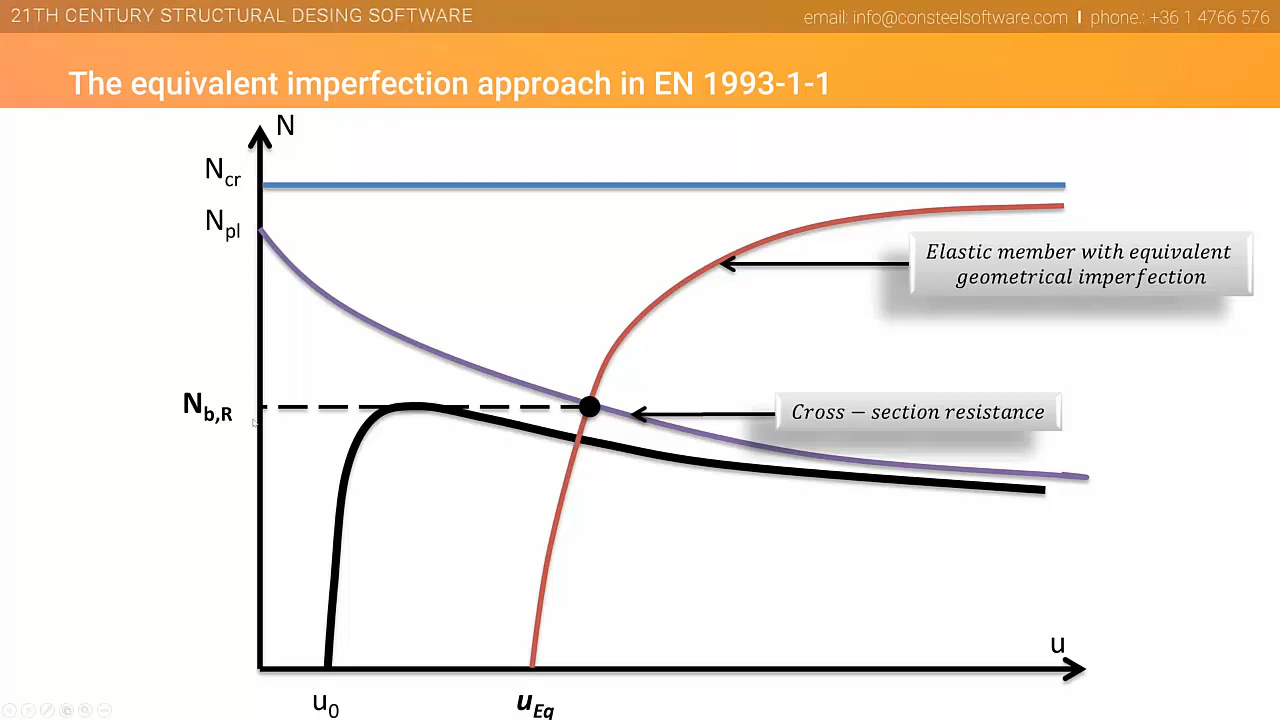 21TH CENTURY STRUCTURAL DESING SOFTWARE
email: info@consteelsoftware.com I phone.: +36 1 4766 576
The equivalent imperfection approach in EN 1993-1-1
N
Ncr
Npl
Elastic member with equivalent
geometrical imperfection
Nb,R
Cross − section resistance
u
u0
uEq